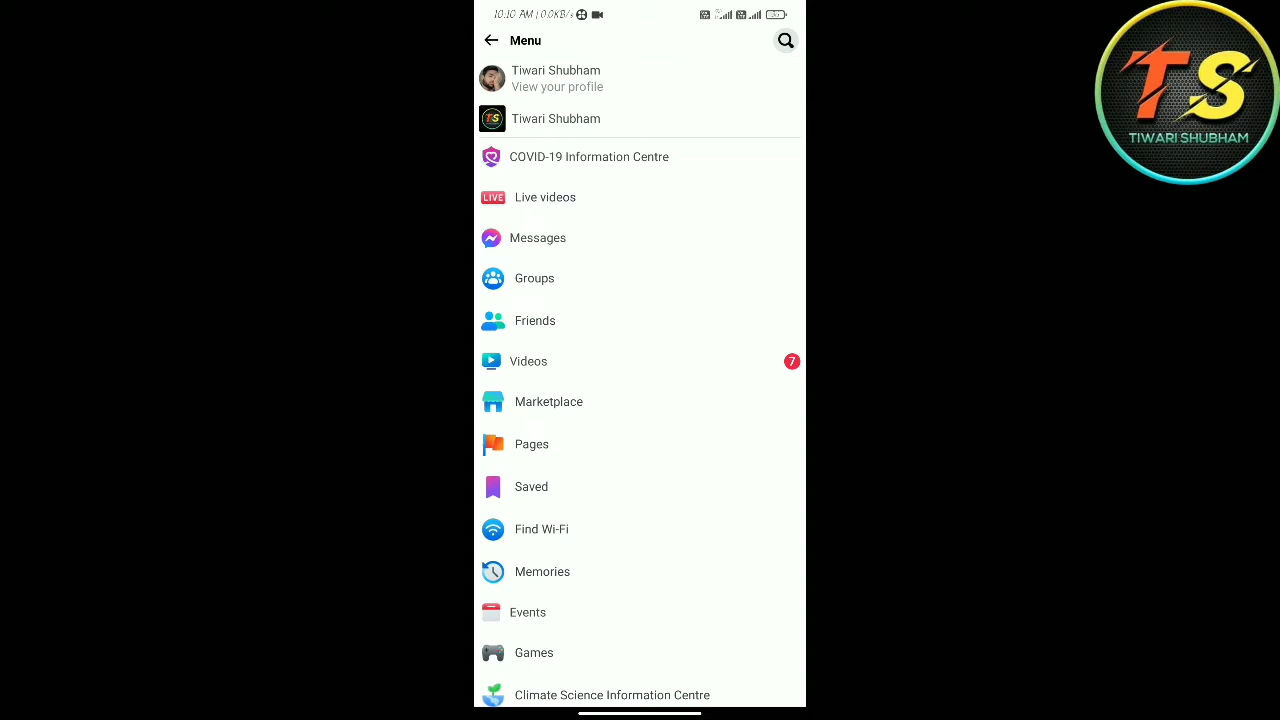 10:10 AM | 0.0KB/s
Menu
Tiwari Shubham
View your profile
TS
Tiwari Shubham
COVID-19 Information Centre
LIVE
Live videos
Messages
Groups
Friends
Videos
7
Marketplace
Pages
Saved
Find Wi-Fi
Memories
Events
Games
Climate Science Information Centre
TS
TIWARI SHUBHAM